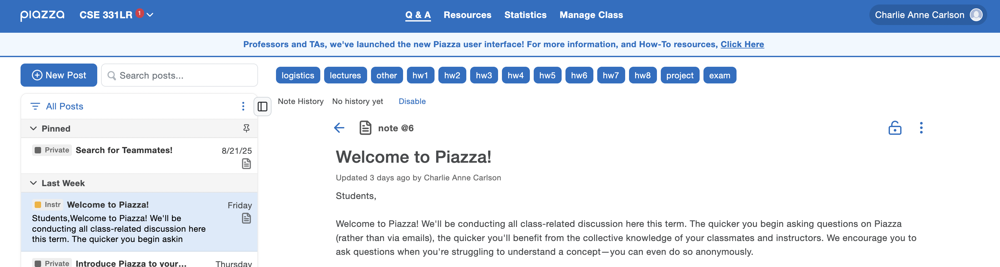 piazza CSE 331LR 1 Q & A Resources Statistics Manage Class Charlie Anne Carlson
Professors and TAs, we've launched the new Piazza user interface! For more information, and How-To resources, Click Here
New Post Search posts... logistics lectures other hw1 hw2 hw3 hw4 hw5 hw6 hw7 hw8 project exam
All Posts
Pinned
Private Search for Teammates! 8/21/25
Last Week
Instr Welcome to Piazza! Friday
Students,Welcome to Piazza! We'll be
conducting all class-related discussion here
this term. The quicker you begin askin
Private Introduce Piazza to your... Thursday
Note History No history yet Disable
note @6
Welcome to Piazza!
Updated 3 days ago by Charlie Anne Carlson
Students,
Welcome to Piazza! We'll be conducting all class-related discussion here this term. The quicker you begin asking questions on Piazza
(rather than via emails), the quicker you'll benefit from the collective knowledge of your classmates and instructors. We encourage you to
ask questions when you're struggling to understand a concept—you can even do so anonymously.